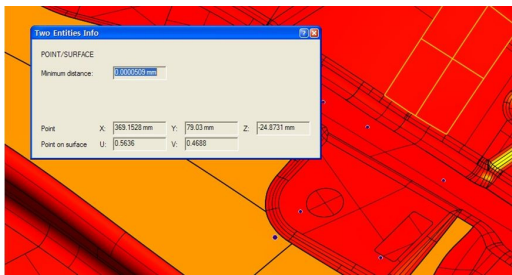 Two Entities Info
POINT/SURFACE
Minimum distance: 0.0000509 mm
Point X: 369.1528 mm Y: 79.03 mm Z: -24.8731 mm
Point on surface U: 0.5636 V: 0.4688